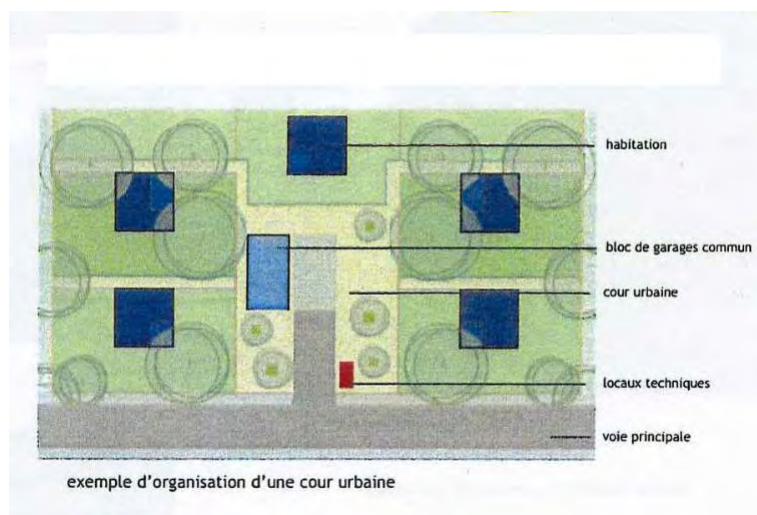 habitation
bloc de garages commun
cour urbaine
locaux techniques
voie principale
exemple d'organisation d'une cour urbaine